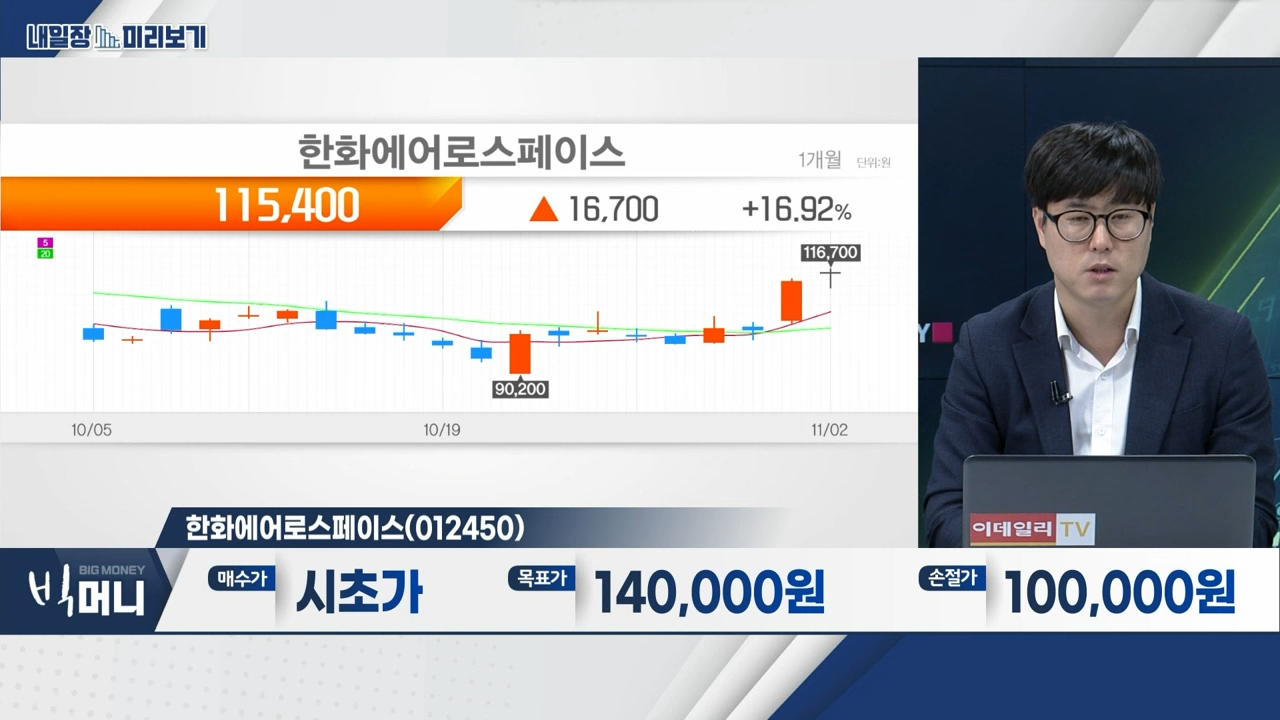 내일장 미리보기
한화에어로스페이스
1개월 단위:원
115,400 ▲ 16,700 +16.92%
5
20
116,700
90,200
10/05 10/19 11/02
Y
이데일리 TV
한화에어로스페이스(012450)
BIG MONEY
빅머니
매수가 시초가 목표가 140,000원 손절가 100,000원